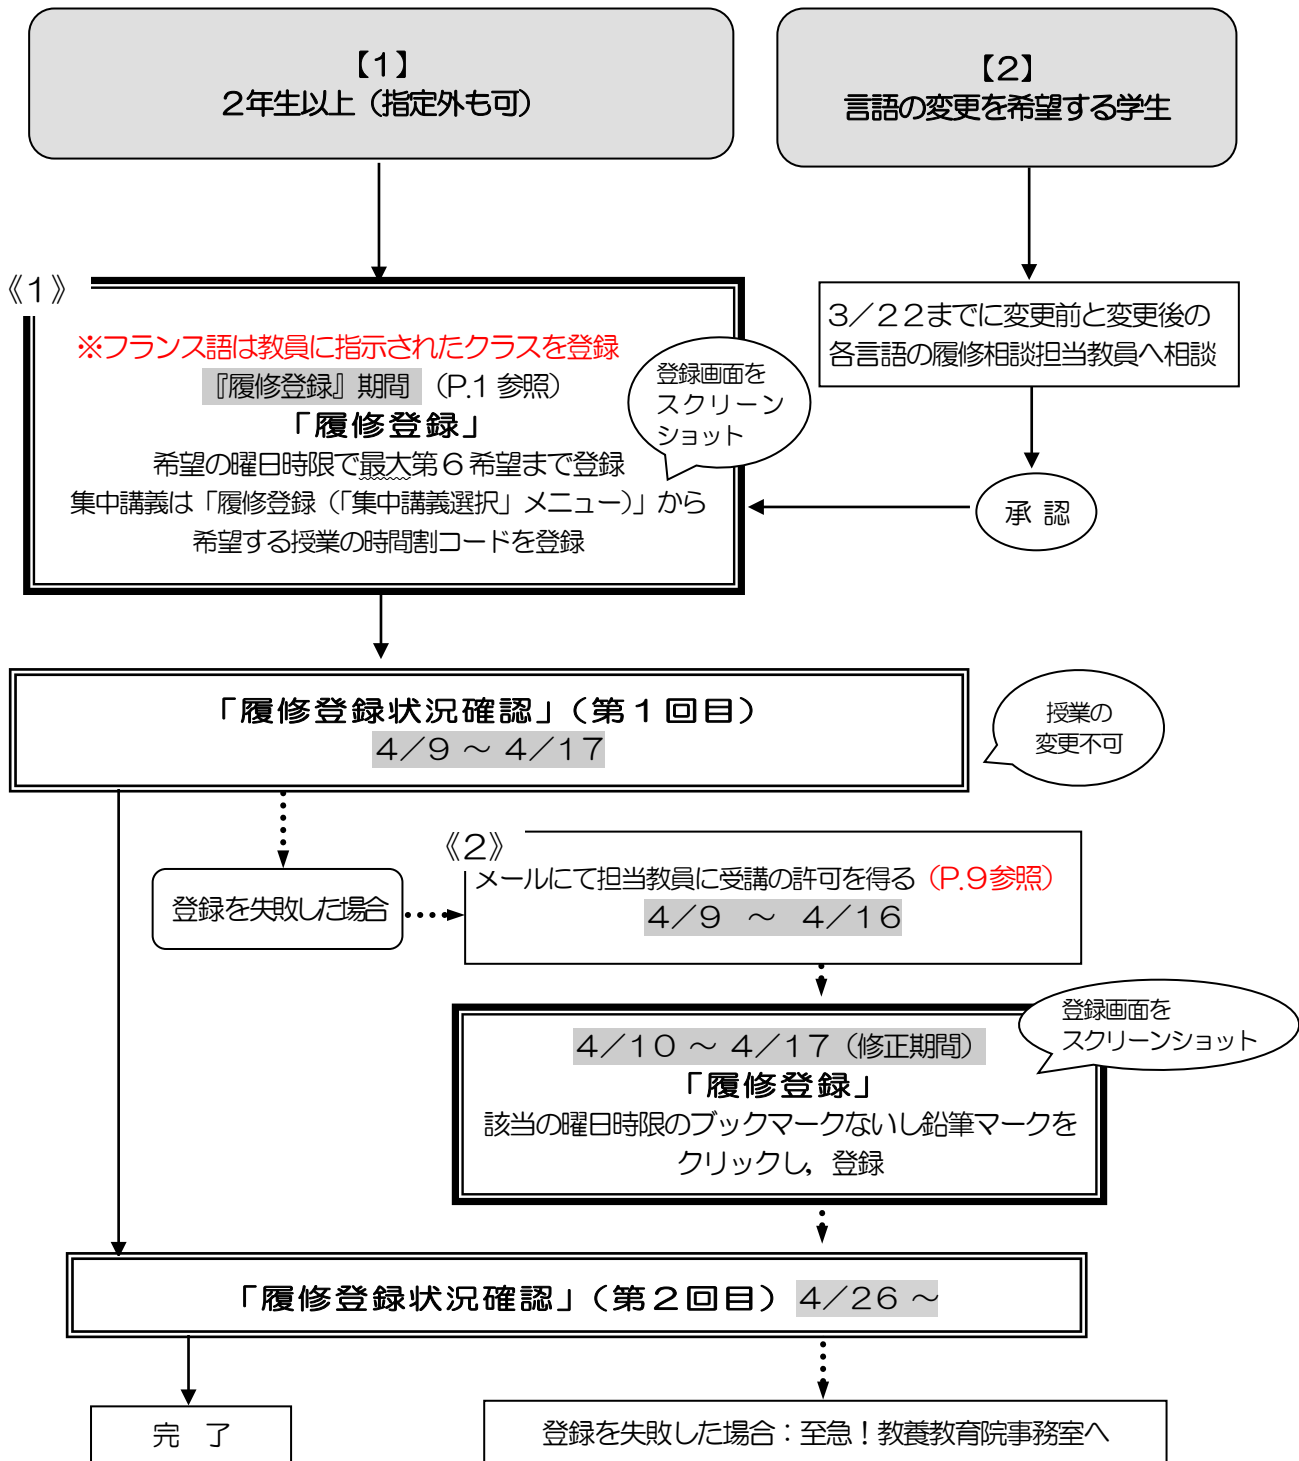 【1】
2年生以上（指定外も可）
【2】
言語の変更を希望する学生
《1》
※フランス語は教員に指示されたクラスを登録
『履修登録』期間 （P.1 参照）
「履修登録」
希望の曜日時限で最大第6希望まで登録
集中講義は「履修登録（「集中講義選択」メニュー）」から
希望する授業の時間割コードを登録
登録画面を
スクリーン
ショット
3／22までに変更前と変更後の
各言語の履修相談担当教員へ相談
承 認
「履修登録状況確認」（第1回目）
4／9 ～ 4／17
授業の
変更不可
登録を失敗した場合
《2》
メールにて担当教員に受講の許可を得る（P.9参照）
4／9 ～ 4／16
4／10 ～ 4／17（修正期間）
「履修登録」
該当の曜日時限のブックマークないし鉛筆マークを
クリックし，登録
登録画面を
スクリーンショット
「履修登録状況確認」（第2回目） 4／26 ～
完 了
登録を失敗した場合：至急！教養教育院事務室へ